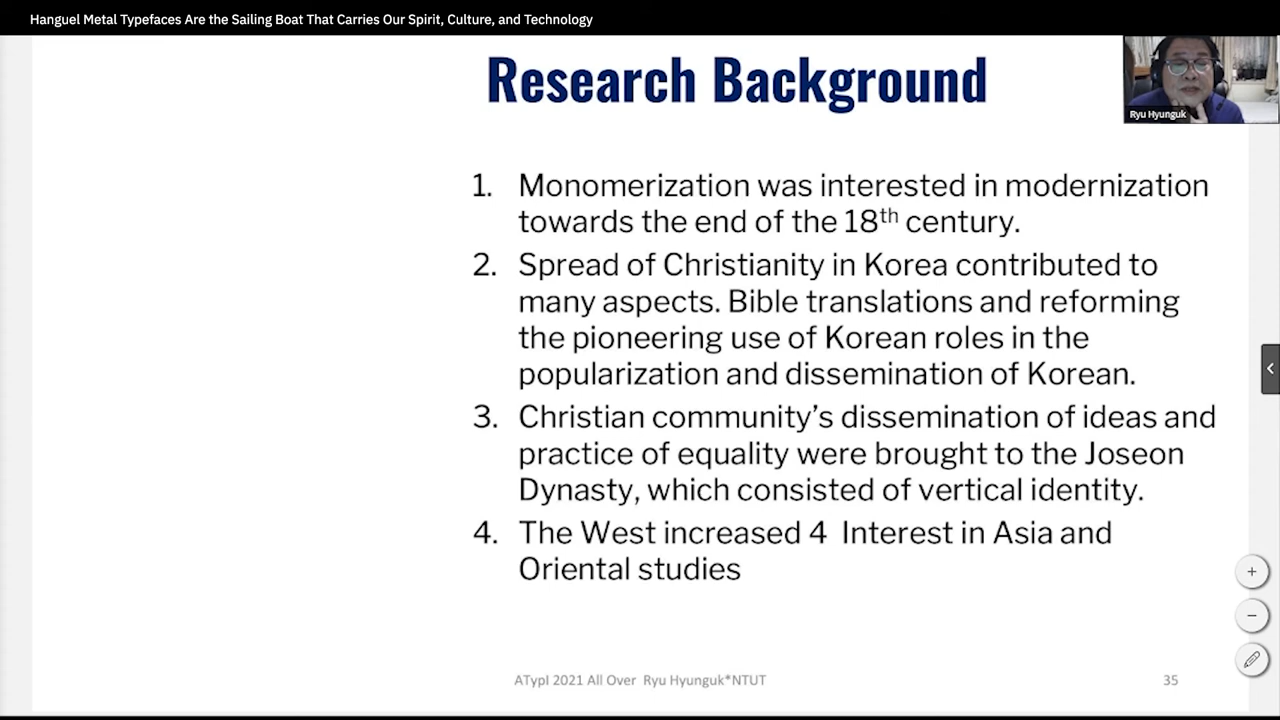 Hanguel Metal Typefaces Are the Sailing Boat That Carries Our Spirit, Culture, and Technology
Research Background
Ryu Hyunguk
1. Monomerization was interested in modernization
towards the end of the 18th century.
2. Spread of Christianity in Korea contributed to
many aspects. Bible translations and reforming
the pioneering use of Korean roles in the
popularization and dissemination of Korean.
3. Christian community's dissemination of ideas and
practice of equality were brought to the Joseon
Dynasty, which consisted of vertical identity.
4. The West increased 4  Interest in Asia and
Oriental studies
ATypI 2021 All Over  Ryu Hyunguk*NTUT
35